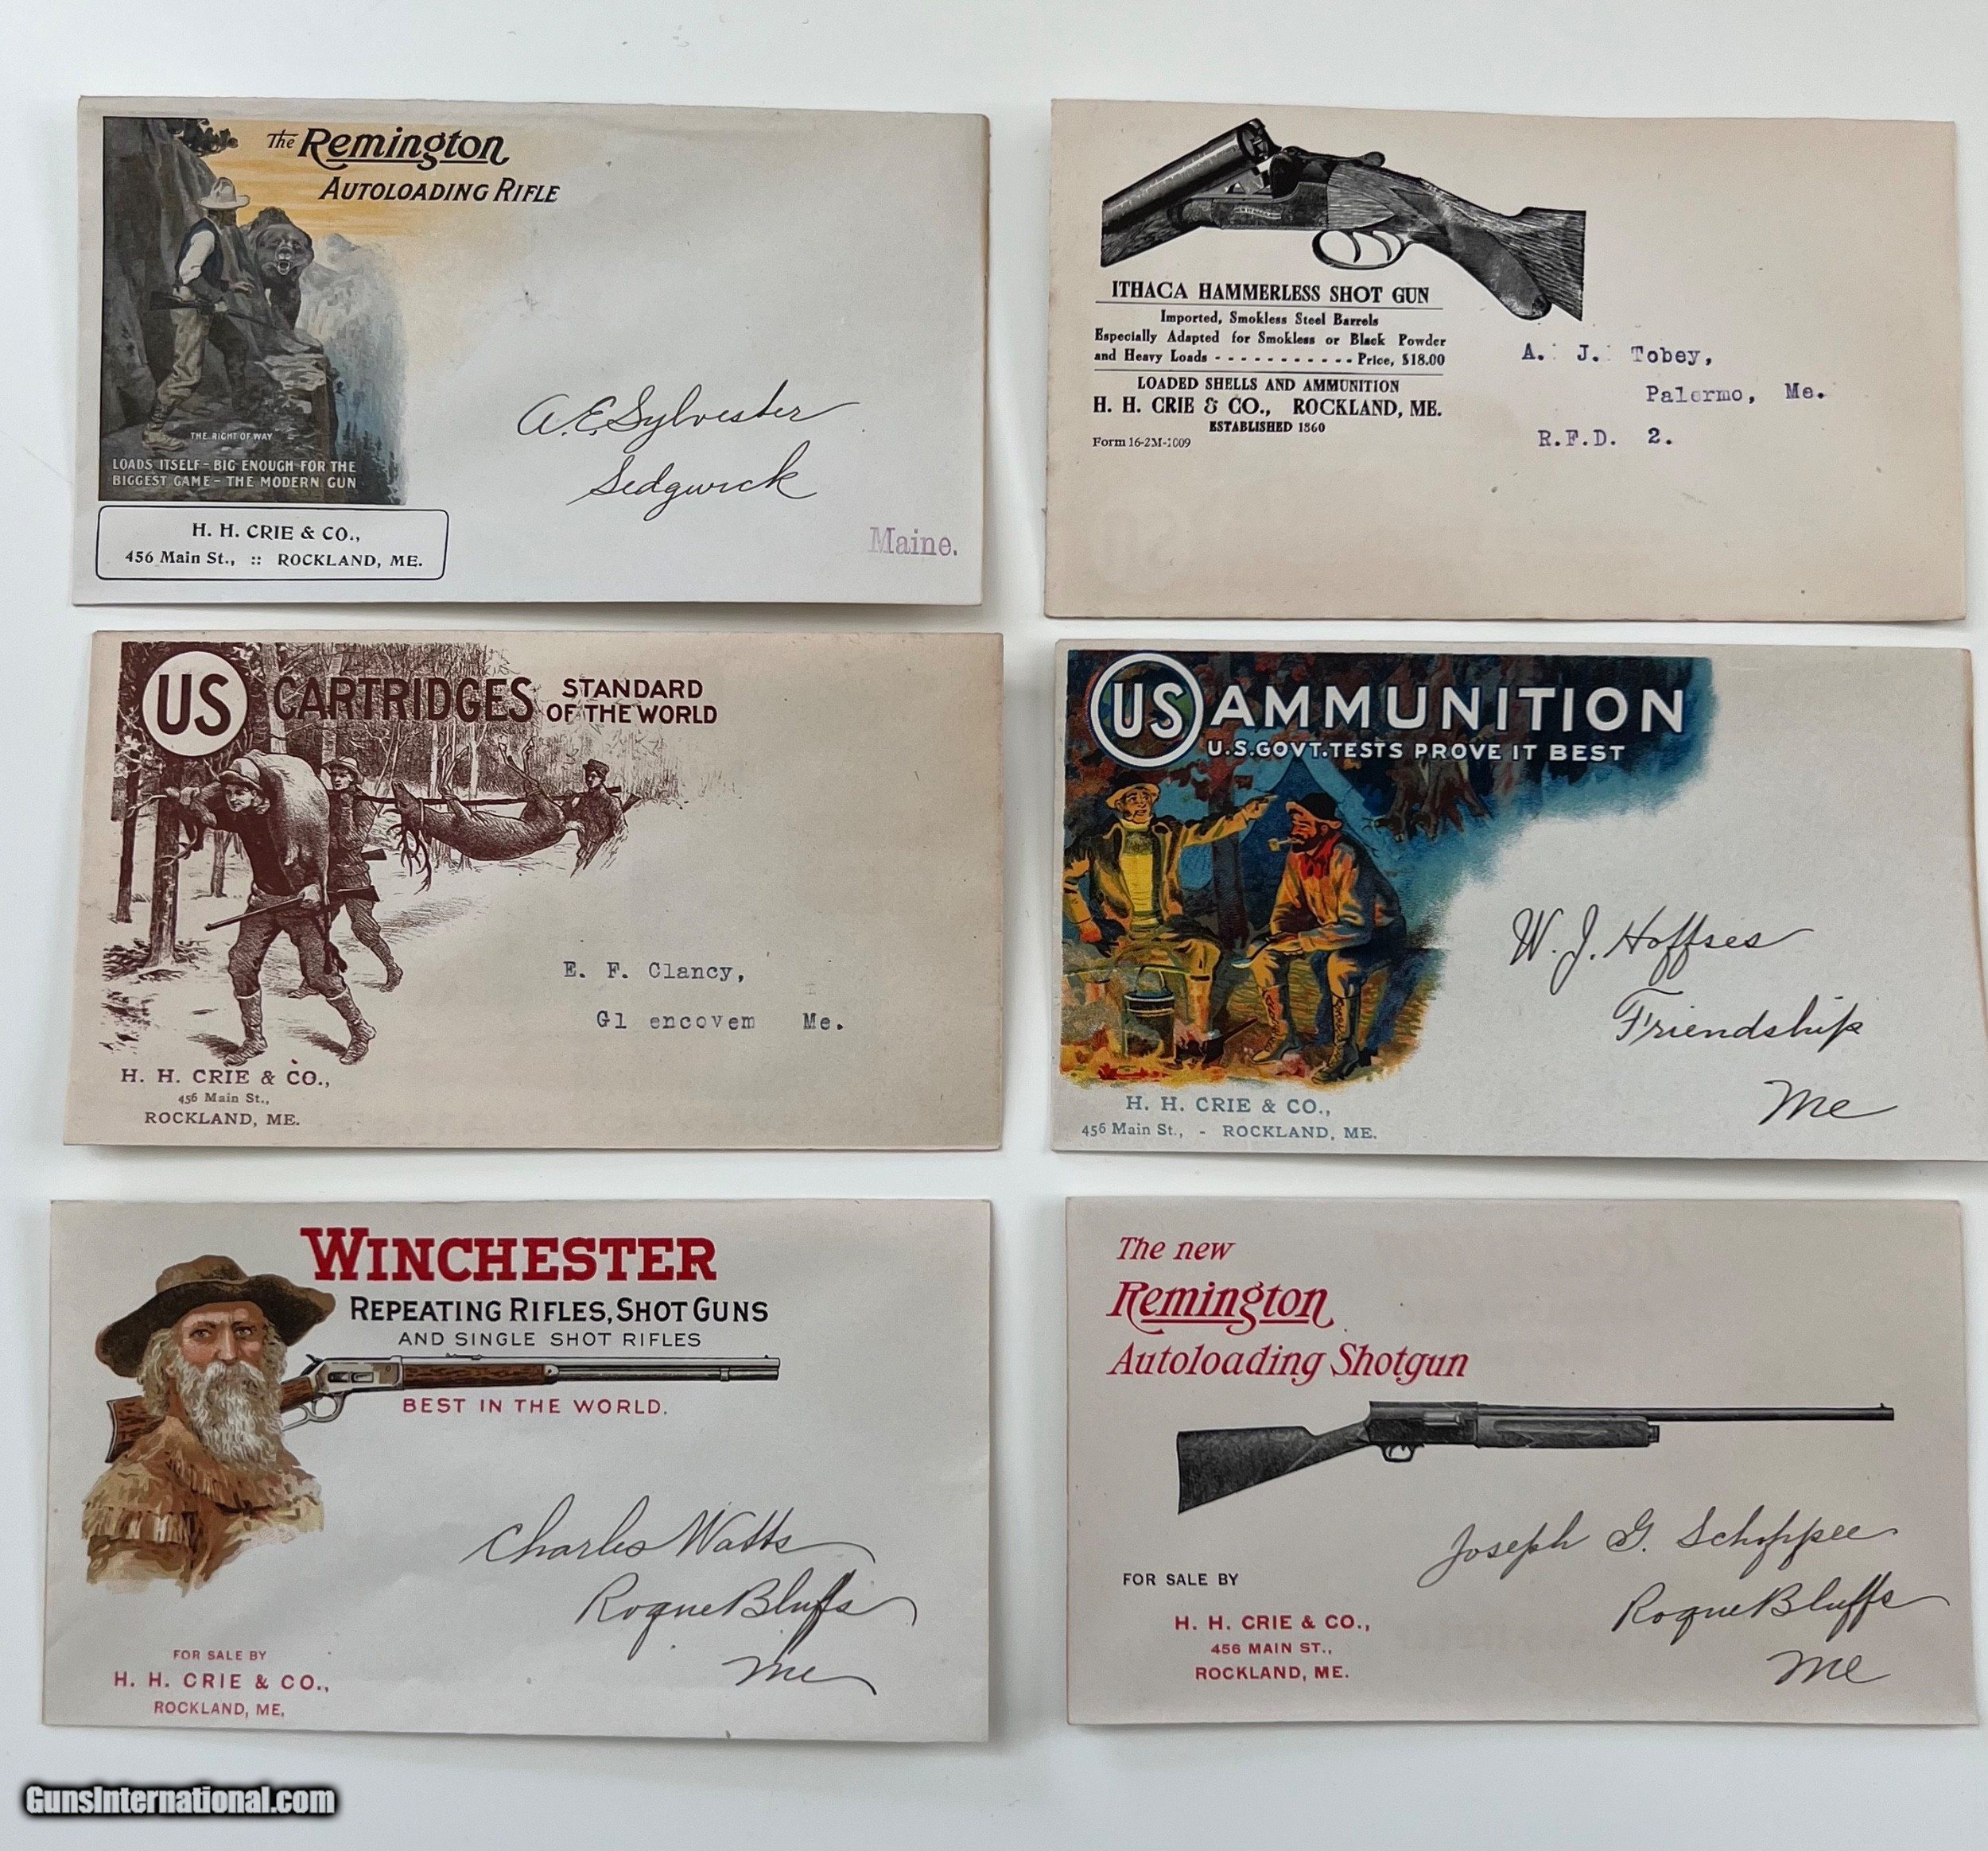 The Remington
AUTOLOADING RIFLE
THE RIGHT OF WAY
LOADS ITSELF - BIG ENOUGH FOR THE
BIGGEST GAME - THE MODERN GUN
H. H. CRIE & CO.,
456 Main St., :: ROCKLAND, ME.
A. E. Sylvester
Sedgwick
Maine.
ITHACA HAMMERLESS SHOT GUN
Imported, Smokless Steel Barrels
Especially Adapted for Smokless or Black Powder
and Heavy Loads - - - - - - - - - - - Price, $18.00
LOADED SHELLS AND AMMUNITION
H. H. CRIE & CO., ROCKLAND, ME.
ESTABLISHED 1860
Form 16-2M-1009
A. J. Tobey,
Palermo, Me.
R.F.D. 2.
US CARTRIDGES STANDARD
OF THE WORLD
E. F. Clancy,
Gl encovem Me.
H. H. CRIE & CO.,
456 Main St.,
ROCKLAND, ME.
US AMMUNITION
U.S. GOVT. TESTS PROVE IT BEST
W. J. Hoffses
Friendship
Me
H. H. CRIE & CO.,
456 Main St., - ROCKLAND, ME.
WINCHESTER
REPEATING RIFLES, SHOT GUNS
AND SINGLE SHOT RIFLES
BEST IN THE WORLD.
Charles Watts
Roque Bluffs
Me
FOR SALE BY
H. H. CRIE & CO.,
ROCKLAND, ME,
The new
Remington
Autoloading Shotgun
Joseph G. Schoppee
Roque Bluffs
Me
FOR SALE BY
H. H. CRIE & CO.,
456 MAIN ST.,
ROCKLAND, ME.
GunsInternational.com